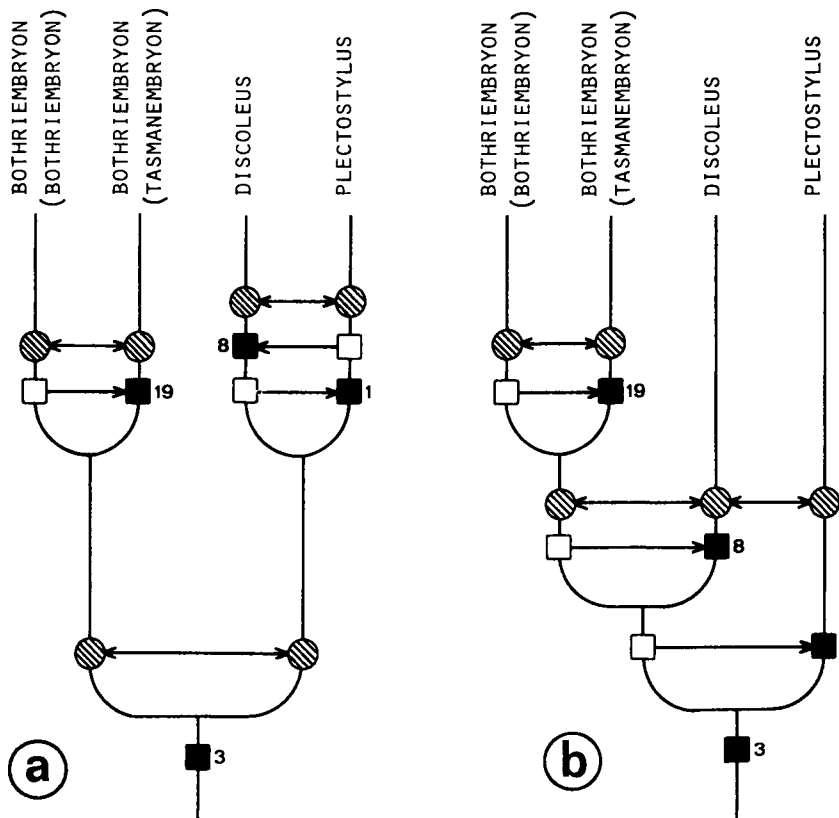 BOTHRIEMBRYON
(BOTHRIEMBRYON)
BOTHRIEMBRYON
(TASMANEMBRYON)
DISCOLEUS
PLECTOSTYLUS
8
19
1
3
a
BOTHRIEMBRYON
(BOTHRIEMBRYON)
BOTHRIEMBRYON
(TASMANEMBRYON)
DISCOLEUS
PLECTOSTYLUS
19
8
3
b